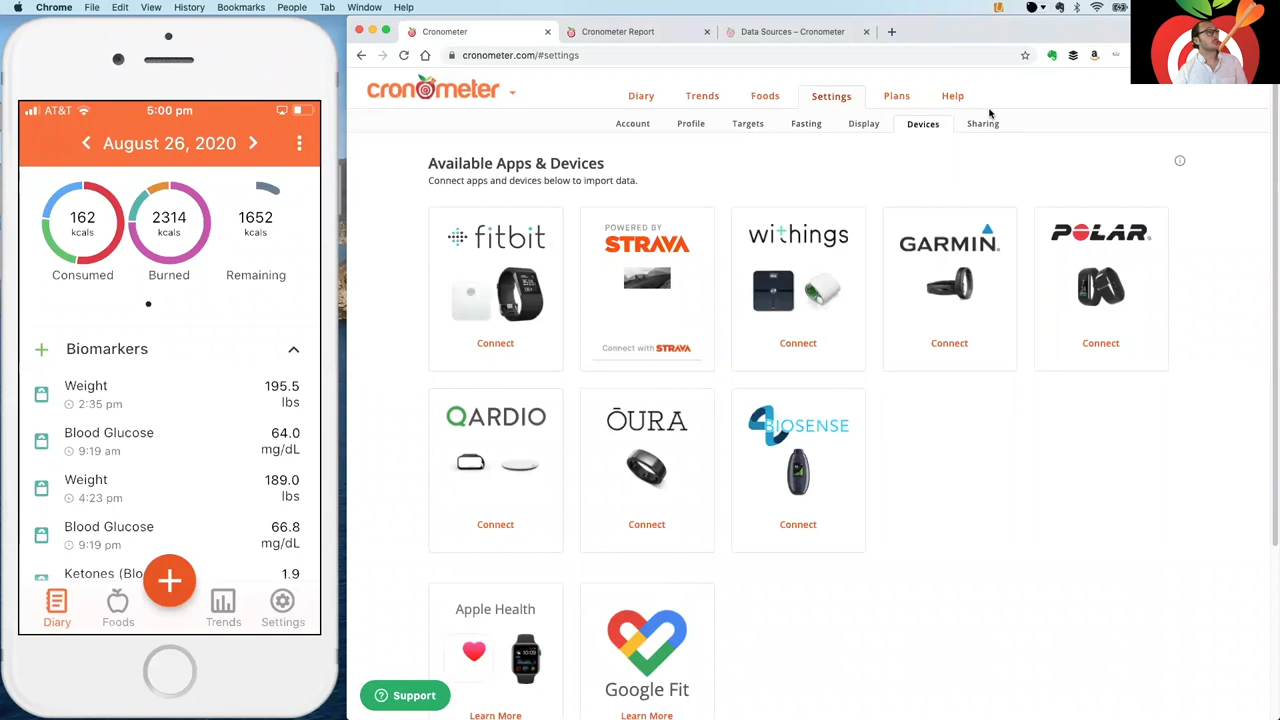 Chrome File Edit View History Bookmarks People Tab Window Help
AT&T 5:00 pm
August 26, 2020
162 kcals
Consumed
2314 kcals
Burned
1652 kcals
Remaining
Biomarkers
Weight 195.5
2:35 pm lbs
Blood Glucose 64.0
9:19 am mg/dL
Weight 189.0
4:23 pm lbs
Blood Glucose 66.8
9:19 pm mg/dL
Ketones (Blo 1.9
Diary Foods Trends Settings
Cronometer Cronometer Report Data Sources – Cronometer
cronometer.com/#settings
cronometer
Diary Trends Foods Settings Plans Help
Account Profile Targets Fasting Display Devices Sharing
Available Apps & Devices
Connect apps and devices below to import data.
fitbit
Connect
POWERED BY
STRAVA
Connect with STRAVA
withings
Connect
GARMIN.
Connect
POLAR
Connect
QARDIO
Connect
ŌURA
Connect
BIOSENSE
Connect
Apple Health
10:09
Learn More
Google Fit
Learn More
Support